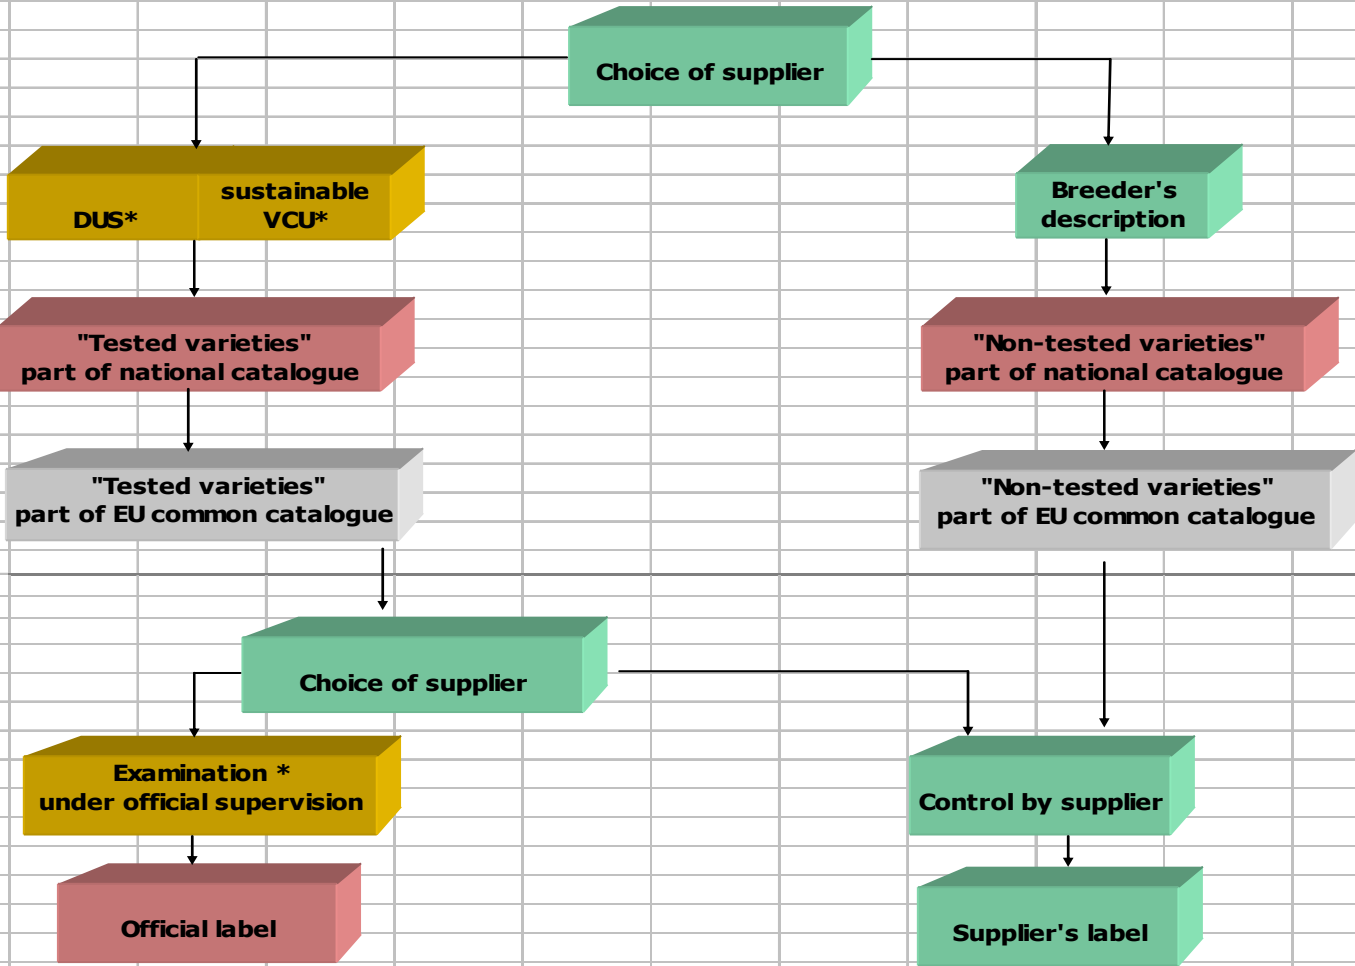 Choice of supplier
DUS*
sustainable
VCU*
Breeder's
description
"Tested varieties"
part of national catalogue
"Non-tested varieties"
part of national catalogue
"Tested varieties"
part of EU common catalogue
"Non-tested varieties"
part of EU common catalogue
Choice of supplier
Examination *
under official supervision
Control by supplier
Official label
Supplier's label